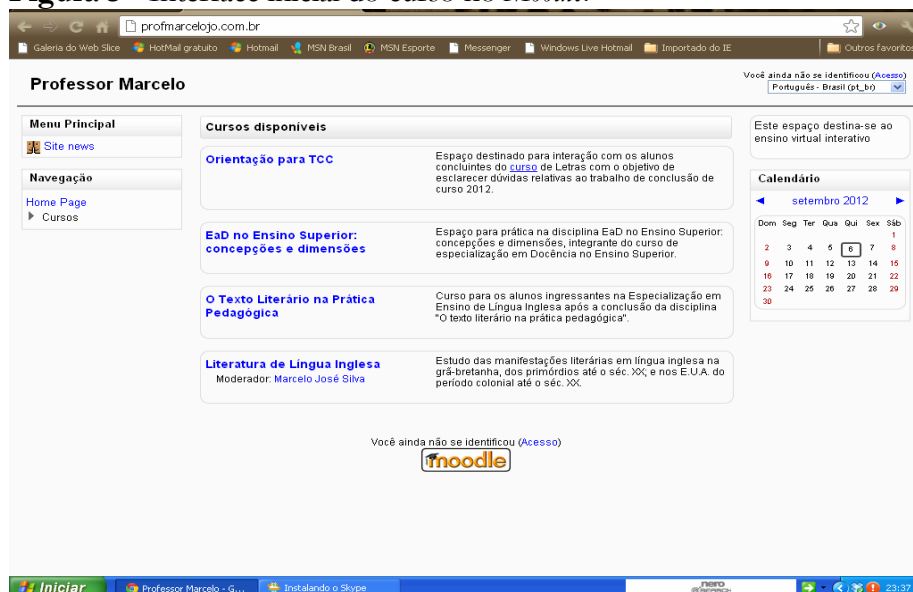 profmarcelojo.com.br
Galeria do Web Slice HotMail gratuito Hotmail MSN Brasil MSN Esporte Messenger Windows Live Hotmail Importado do IE Outros favoritos
Professor Marcelo
Você ainda não se identificou (Acesso)
Português - Brasil (pt_br)
Menu Principal
Site news
Navegação
Home Page
Cursos
Cursos disponíveis
Orientação para TCC
Espaço destinado para interação com os alunos
concluintes do curso de Letras com o objetivo de
esclarecer dúvidas relativas ao trabalho de conclusão de
curso 2012.
EaD no Ensino Superior:
concepções e dimensões
Espaço para prática na disciplina EaD no Ensino Superior:
concepções e dimensões, integrante do curso de
especialização em Docência no Ensino Superior.
O Texto Literário na Prática
Pedagógica
Curso para os alunos ingressantes na Especialização em
Ensino de Língua Inglesa após a conclusão da disciplina
"O texto literário na prática pedagógica".
Literatura de Língua Inglesa
Moderador: Marcelo José Silva
Estudo das manifestações literárias em língua inglesa na
grã-bretanha, dos primórdios até o séc. XX; e nos E.U.A. do
período colonial até o séc. XX.
Este espaço destina-se ao
ensino virtual interativo
Calendário
setembro 2012
Dom Seg Ter Qua Qui Sex Sáb
1
2 3 4 5 6 7 8
9 10 11 12 13 14 15
16 17 18 19 20 21 22
23 24 25 26 27 28 29
30
Você ainda não se identificou (Acesso)
moodle
Iniciar Professor Marcelo - G... Instalando o Skype nero 23:37